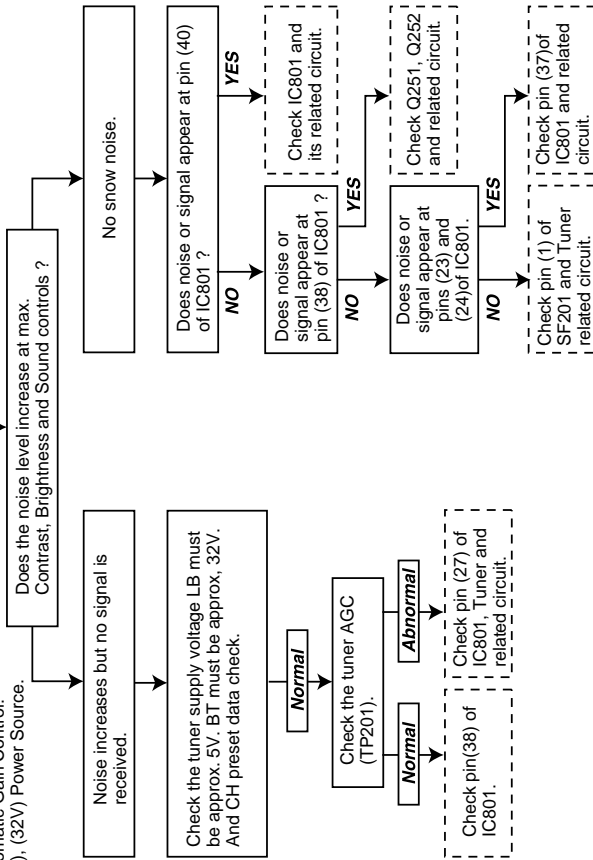 omatic Gain Control.
), (32V) Power Source.
Does the noise level increase at max.
Contrast, Brightness and Sound controls ?
Noise increases but no signal is
received.
Check the tuner supply voltage LB must
be approx. 5V. BT must be approx, 32V.
And CH preset data check.
Normal
Check the tuner AGC
(TP201).
Normal
Abnormal
Check pin(38) of
IC801.
Check pin (27) of
IC801, Tuner and
related circuit.
No snow noise.
Does noise or signal appear at pin (40)
of IC801 ?
NO
YES
Does noise or
signal appear at
pin (38) of IC801 ?
Check IC801 and
its related circuit.
NO
YES
Does noise or
signal appear at
pins (23) and
(24)of IC801.
Check Q251, Q252
and related circuit.
NO
YES
Check pin (1) of
SF201 and Tuner
related circuit.
Check pin (37)of
IC801 and related
circuit.